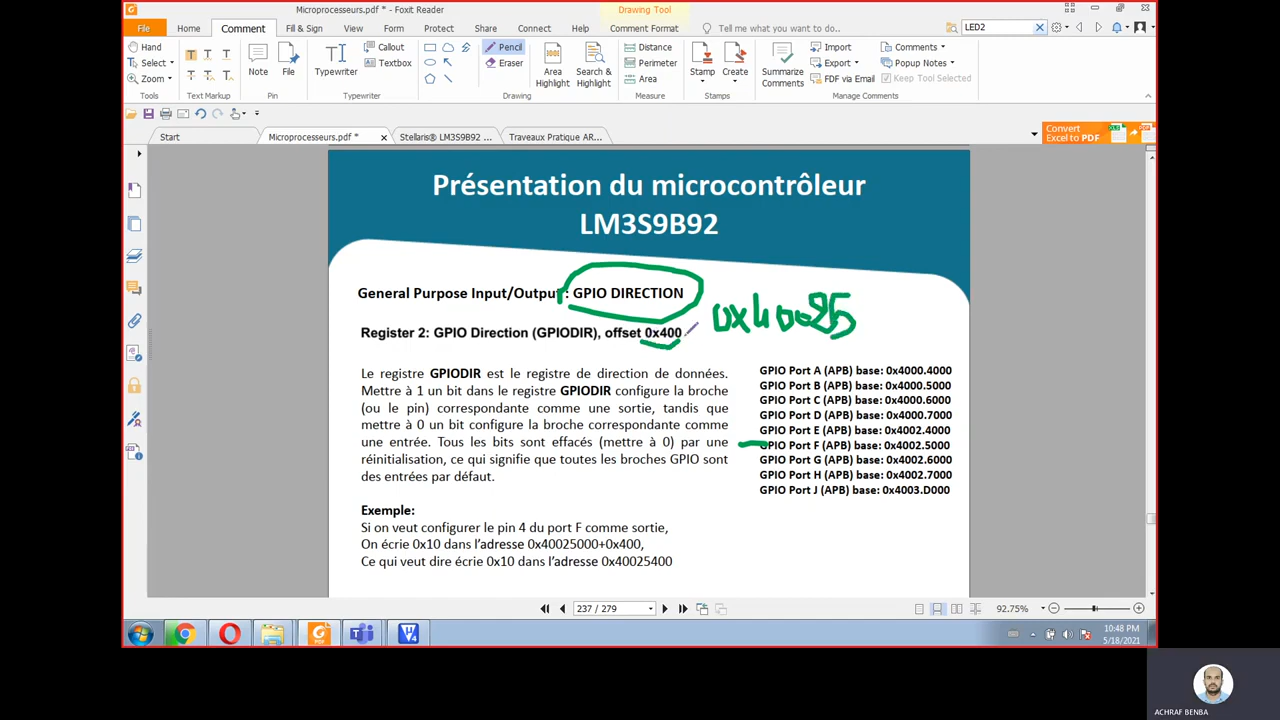 Microprocesseurs.pdf * - Foxit Reader
Drawing Tool
File Home Comment Fill & Sign View Form Protect Share Connect Help Comment Format Tell me what you want to do... LED2
Hand
Select
Zoom
Tools
T T T
T T T
Text Markup
Note
File
Pin
Typewriter
Callout
Textbox
Typewriter
Pencil
Eraser
Drawing
Area Highlight
Search & Highlight
Distance
Perimeter
Area
Measure
Stamp
Create
Stamps
Summarize Comments
Import
Export
FDF via Email
Comments
Popup Notes
Keep Tool Selected
Manage Comments
Start
Microprocesseurs.pdf *
Stellaris® LM3S9B92 ...
Traveaux Pratique AR...
Convert Excel to PDF
Présentation du microcontrôleur
LM3S9B92
General Purpose Input/Output : GPIO DIRECTION
0x40025
Register 2: GPIO Direction (GPIODIR), offset 0x400
Le registre GPIODIR est le registre de direction de données.
Mettre à 1 un bit dans le registre GPIODIR configure la broche
(ou le pin) correspondante comme une sortie, tandis que
mettre à 0 un bit configure la broche correspondante comme
une entrée. Tous les bits sont effacés (mettre à 0) par une
réinitialisation, ce qui signifie que toutes les broches GPIO sont
des entrées par défaut.
GPIO Port A (APB) base: 0x4000.4000
GPIO Port B (APB) base: 0x4000.5000
GPIO Port C (APB) base: 0x4000.6000
GPIO Port D (APB) base: 0x4000.7000
GPIO Port E (APB) base: 0x4002.4000
GPIO Port F (APB) base: 0x4002.5000
GPIO Port G (APB) base: 0x4002.6000
GPIO Port H (APB) base: 0x4002.7000
GPIO Port J (APB) base: 0x4003.D000
Exemple:
Si on veut configurer le pin 4 du port F comme sortie,
On écrie 0x10 dans l'adresse 0x40025000+0x400,
Ce qui veut dire écrie 0x10 dans l'adresse 0x40025400
237 / 279
92.75%
10:48 PM
5/18/2021
ACHRAF BENBA